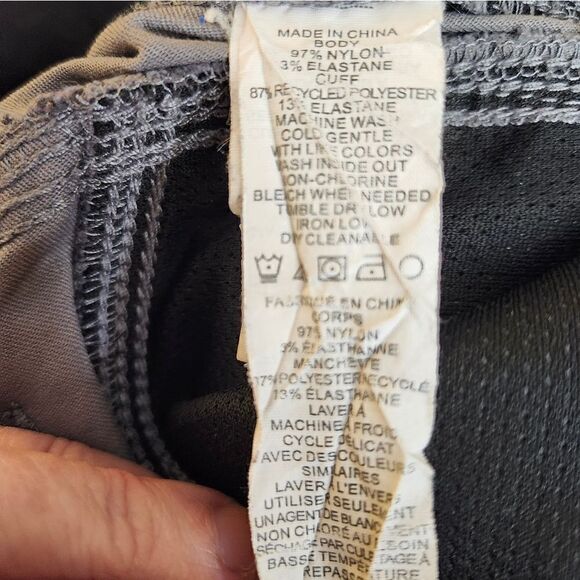 MADE IN CHINA
BODY
97% NYLON
3% ELASTANE
CUFF
87% RECYCLED POLYESTER
13% ELASTANE
MACHINE WASH
COLD GENTLE
WITH LIKE COLORS
WASH INSIDE OUT
NON-CHLORINE
BLEACH WHEN NEEDED
TUMBLE DRY LOW
IRON LOW
DRY CLEANABLE
FABRIQUÉ EN CHINE
CORPS
97% NYLON
3% ÉLASTHANNE
MANCHETTE
POLYESTER RECYCLÉ
13% ÉLASTHANNE
LAVER À
MACHINE À FROID
CYCLE DÉLICAT
AVEC DES COULEURS
SIMILAIRES
LAVER À L'ENVERS
UTILISER SEULEMENT
UN AGENT DE BLANCHIMENT
NON CHLORÉ AU BESOIN
SÉCHAGE PAR CULBUTAGE À
BASSE TEMPÉRATURE
REPASSAGE